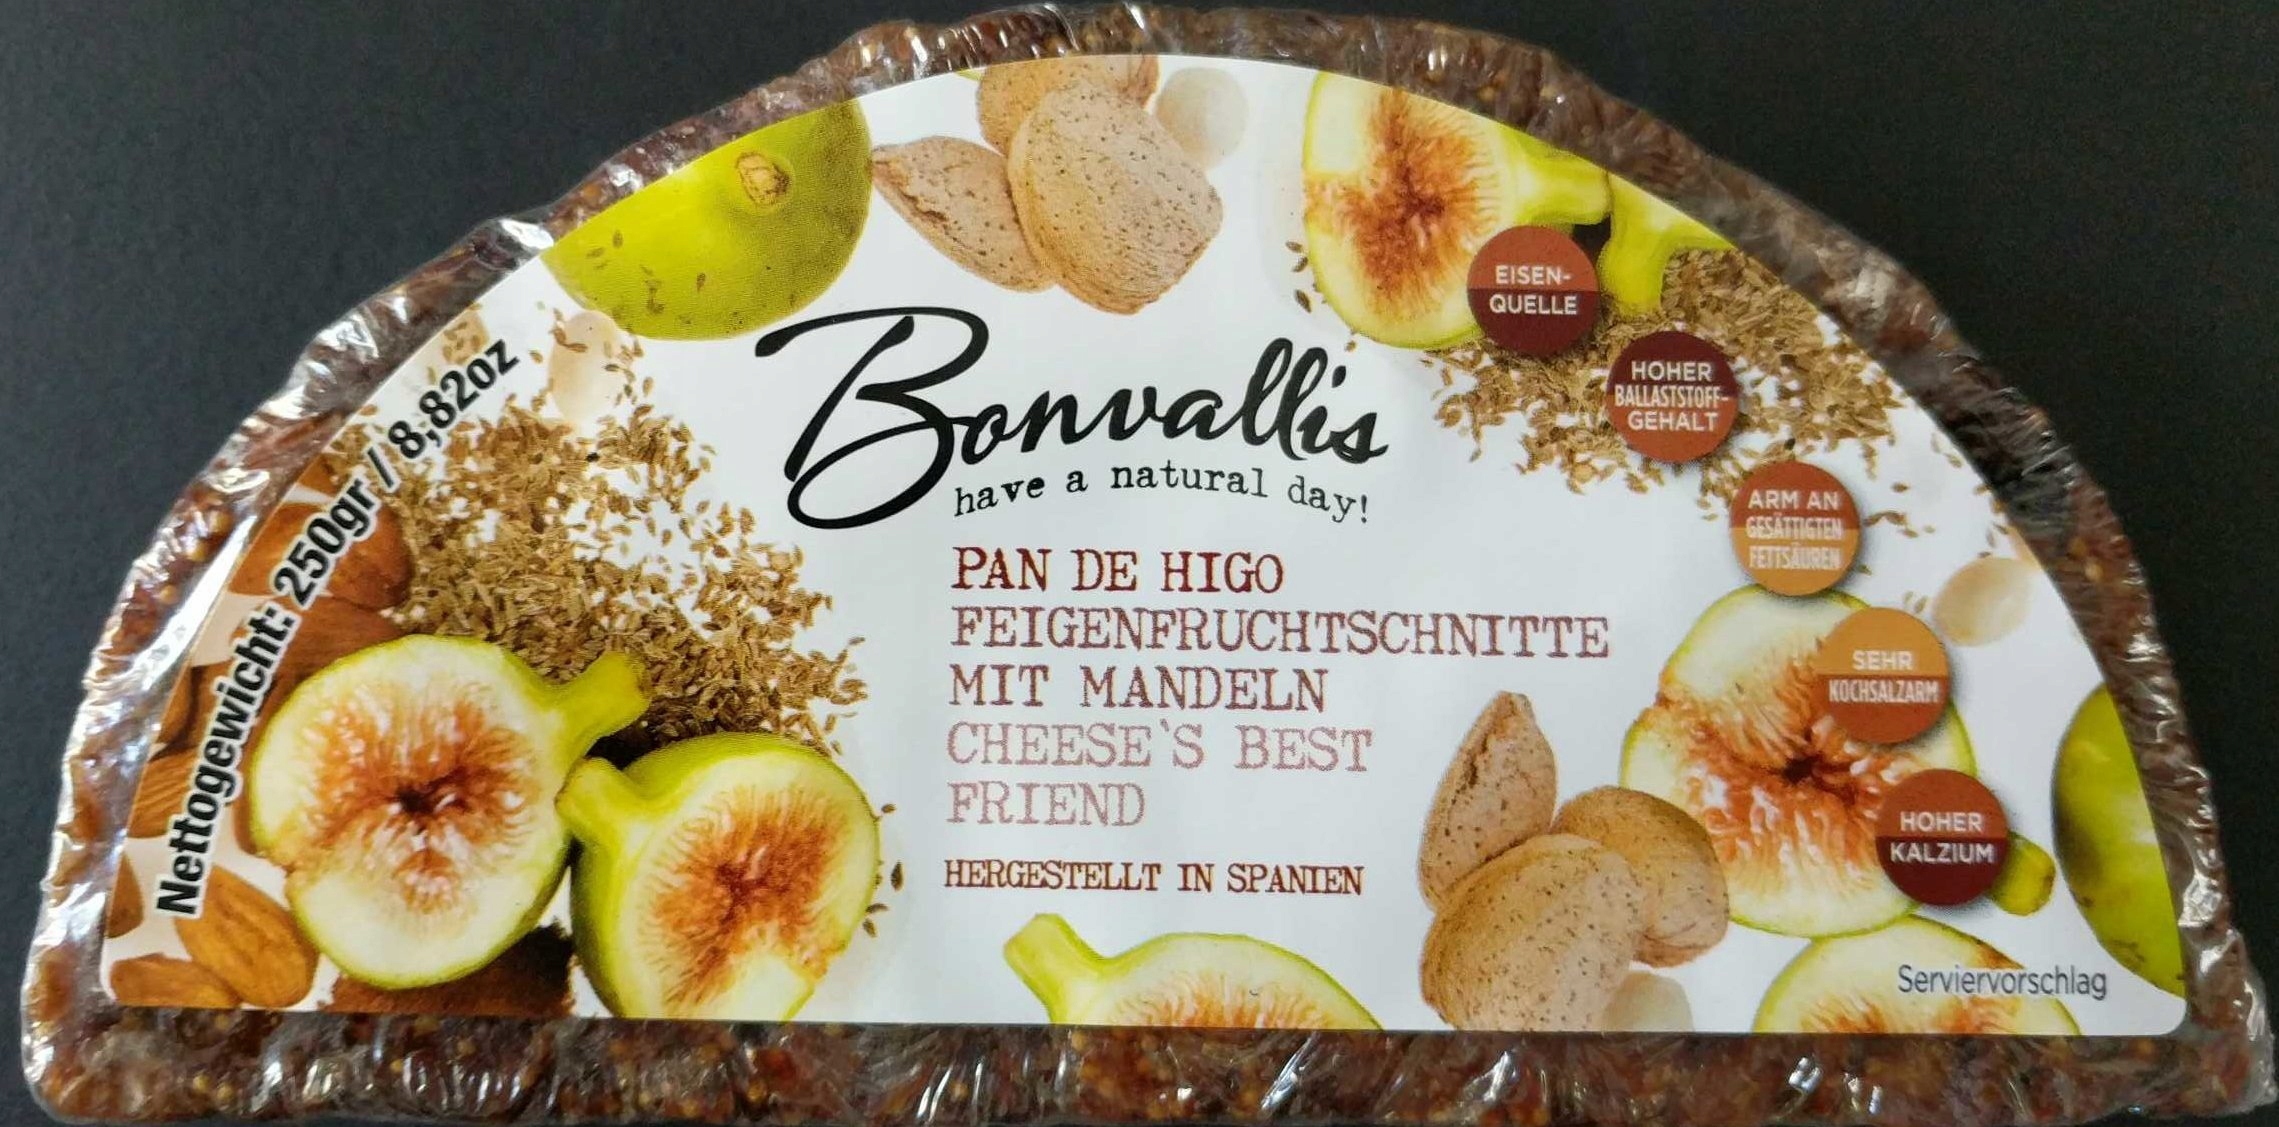 Nettogewicht: 250gr / 8,82oz
Bonvallis
have a natural day!
PAN DE HIGO
FEIGENFRUCHTSCHNITTE
MIT MANDELN
CHEESE`S BEST
FRIEND
HERGESTELLT IN SPANIEN
EISEN-
QUELLE
HOHER
BALLASTSTOFF-
GEHALT
ARM AN
GESÄTTIGTEN
FETTSÄUREN
SEHR
KOCHSALZARM
HOHER
KALZIUM
Serviervorschlag